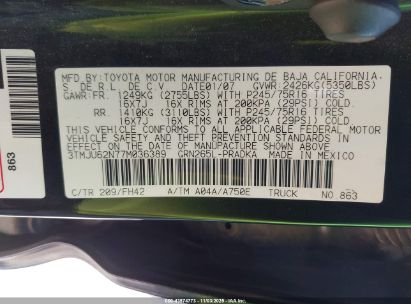 MFD.BY:TOYOTA MOTOR MANUFACTURING DE BAJA CALIFORNIA.
S. DE R.L. DE C.V. DATE01/07 GVWR 2426KG(5350LBS)
GAWR:FR. 1249KG (2755LBS) WITH P245/75R16 TIRES
16X7J 16X RIMS AT 200KPA (29PSI) COLD.
RR. 1410KG (3110LBS) WITH P245/75R16 TIRES
16X7J 16X RIMS AT 200KPA (29PSI) COLD.
THIS VEHICLE CONFORMS TO ALL APPLICABLE FEDERAL MOTOR
VEHICLE SAFETY STANDARDS IN EFFECT ON THE DATE OF
MANUFACTURE SHOWN ABOVE.
3TMJU62N77M036389 GRN265L-PRADKA MADE IN MEXICO
C/TR 209/FH42 A/TM A04A/A750E TRUCK NO 863
863